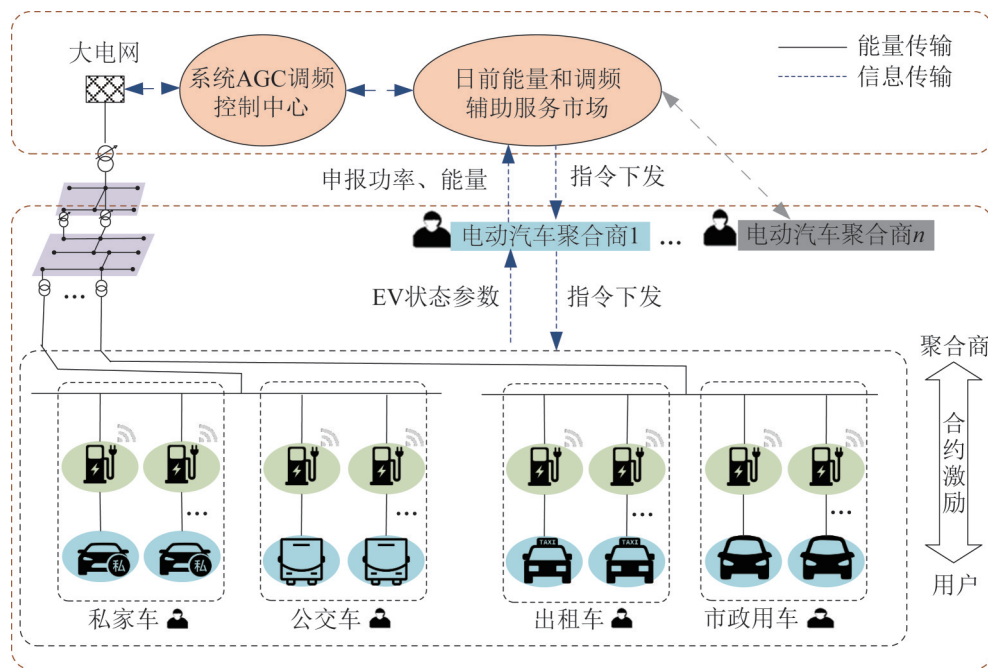 大电网
系统AGC调频
控制中心
日前能量和调频
辅助服务市场
能量传输
信息传输
申报功率、能量
指令下发
电动汽车聚合商1
...
电动汽车聚合商n
...
EV状态参数
指令下发
聚合商
合约激励
用户
...
...
...
...
私
私
TAXI
TAXI
私家车
公交车
出租车
市政用车